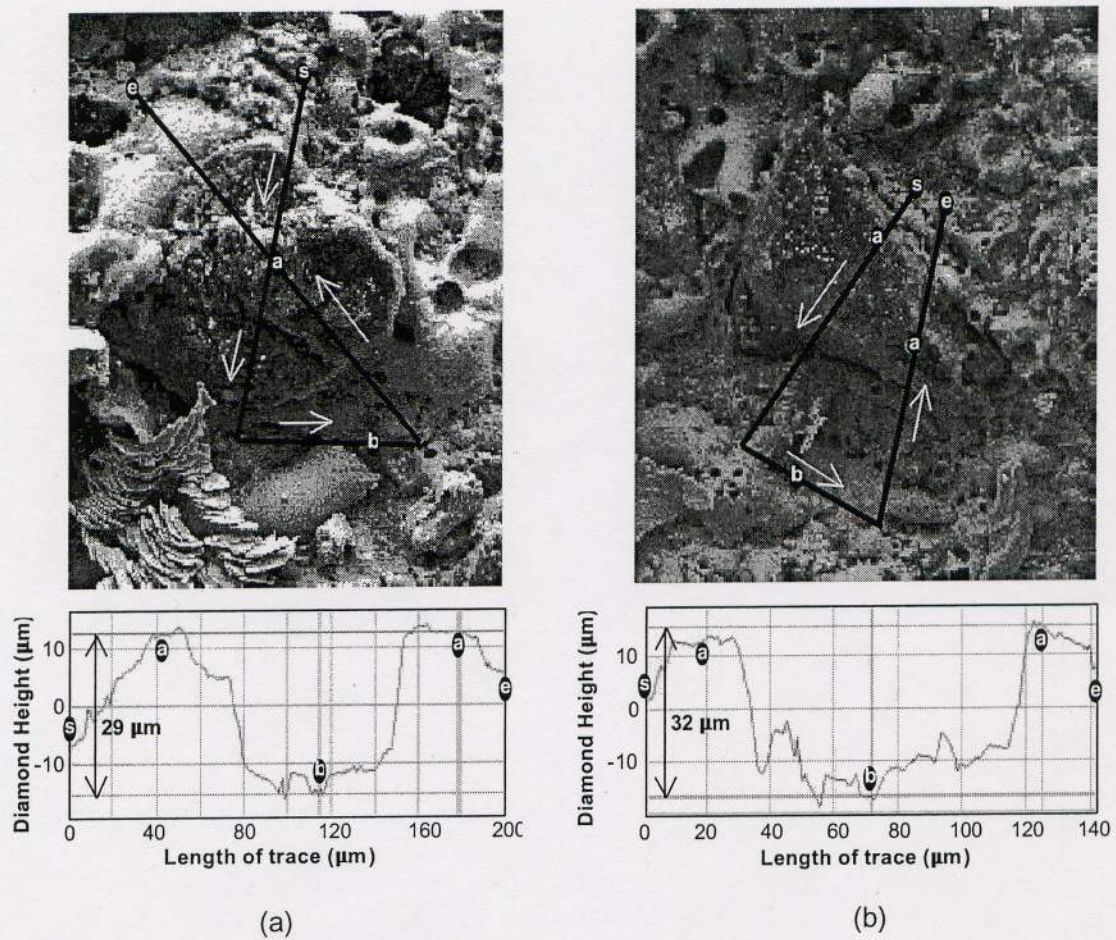 e
s
a
b
s
e
a
a
b
Diamond Height (µm)
10
0
-10
s
a
29 µm
b
a
e
0
40
80
120
160
200
Length of trace (µm)
(a)
Diamond Height (µm)
10
0
-10
s
a
32 µm
b
a
e
0
20
40
60
80
100
120
140
Length of trace (µm)
(b)